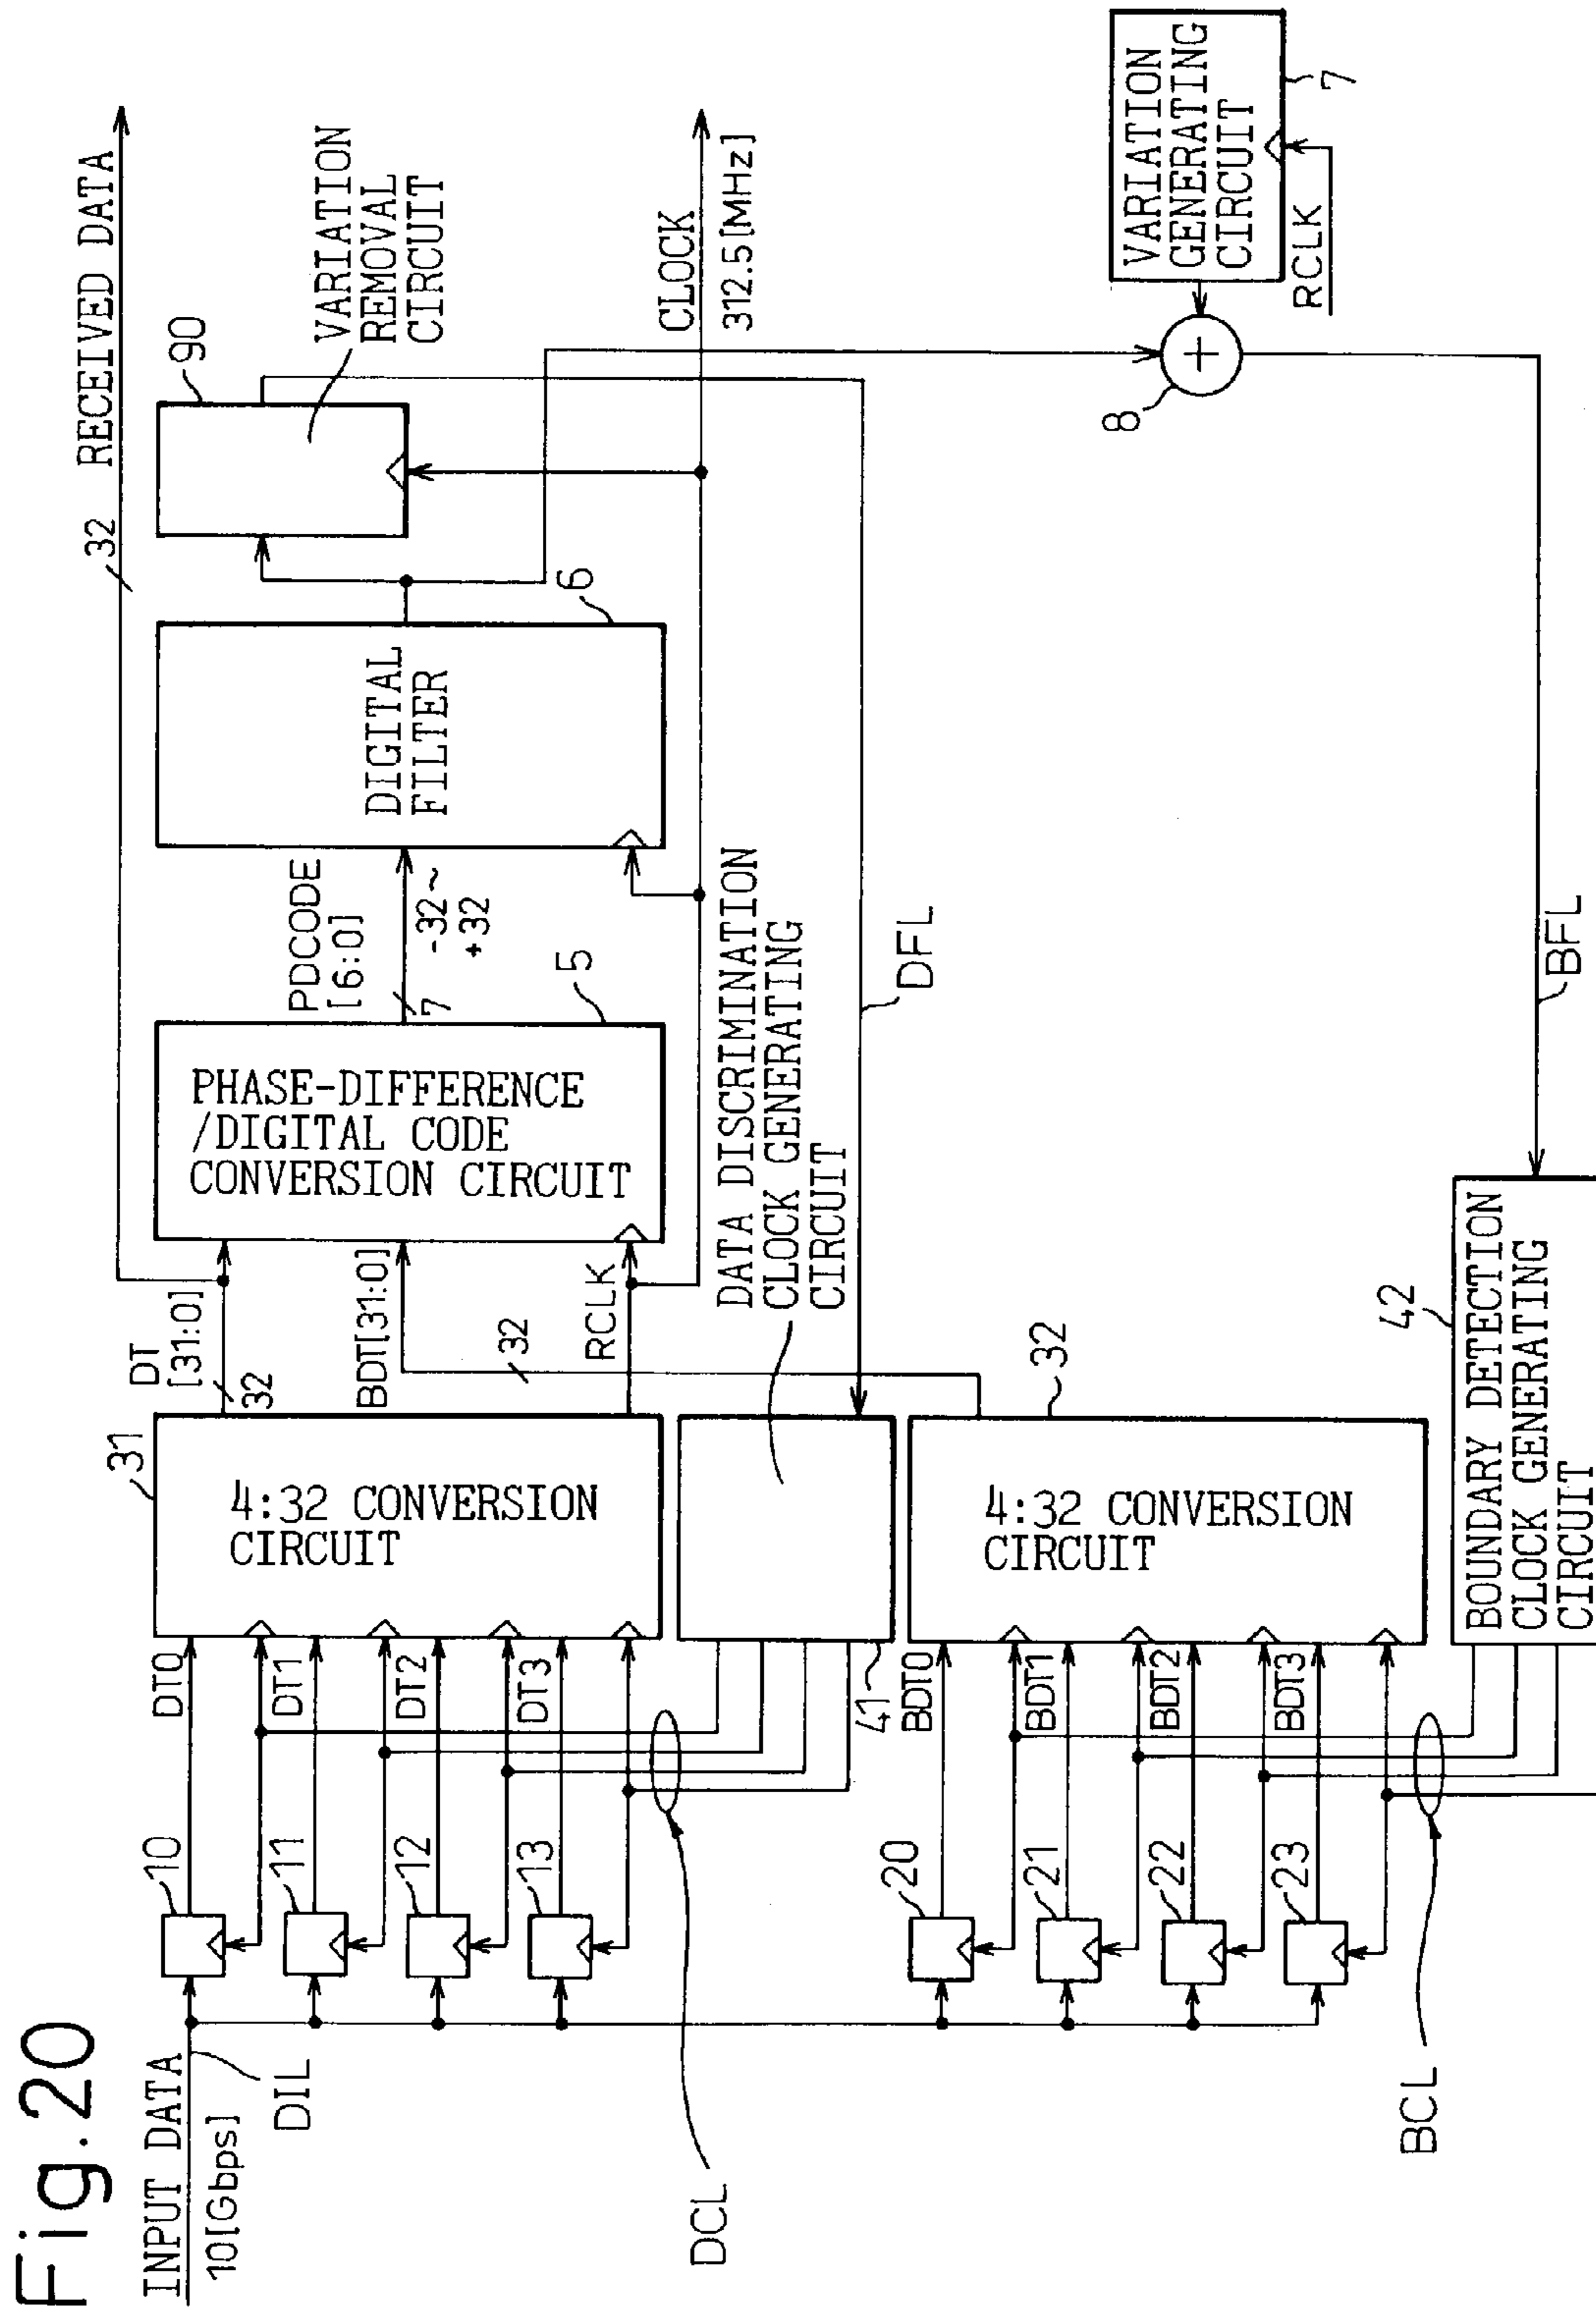 Fig.20
INPUT DATA
10[Gbps]
DIL
10
11
12
13
20
21
22
23
DCL
BCL
DT0
DT1
DT2
DT3
BDT0
BDT1
BDT2
BDT3
31
4:32 CONVERSION
CIRCUIT
41
32
4:32 CONVERSION
CIRCUIT
42
BOUNDARY DETECTION
CLOCK GENERATING
CIRCUIT
DT
[31:0]
32
BDT[31:0]
32
RCLK
DATA DISCRIMINATION
CLOCK GENERATING
CIRCUIT
PHASE-DIFFERENCE
/DIGITAL CODE
CONVERSION CIRCUIT
5
PDCODE
[6:0]
7
-32~
+32
DIGITAL
FILTER
6
DFL
BFL
32
RECEIVED DATA
90
VARIATION
REMOVAL
CIRCUIT
CLOCK
312.5[MHz]
8
+
VARIATION
GENERATING
CIRCUIT
7
RCLK